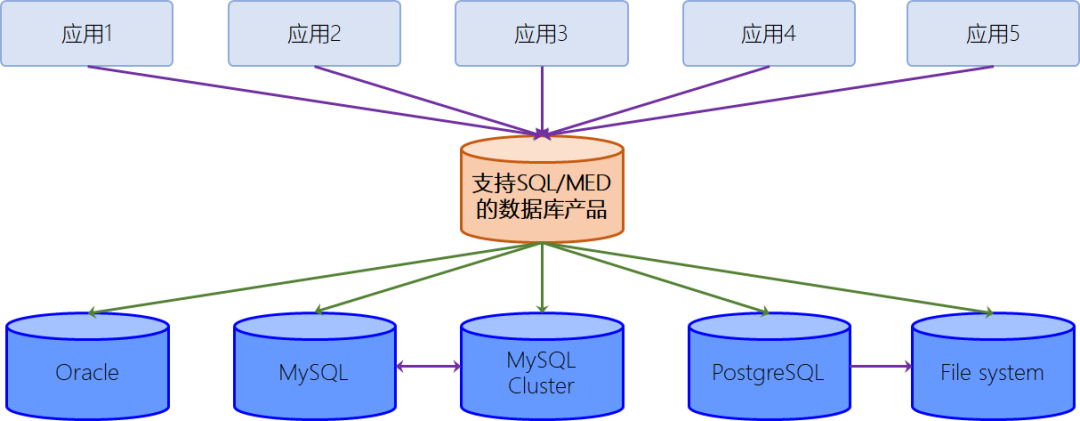 应用1
应用2
应用3
应用4
应用5
支持SQL/MED
的数据库产品
Oracle
MySQL
MySQL
Cluster
PostgreSQL
File system